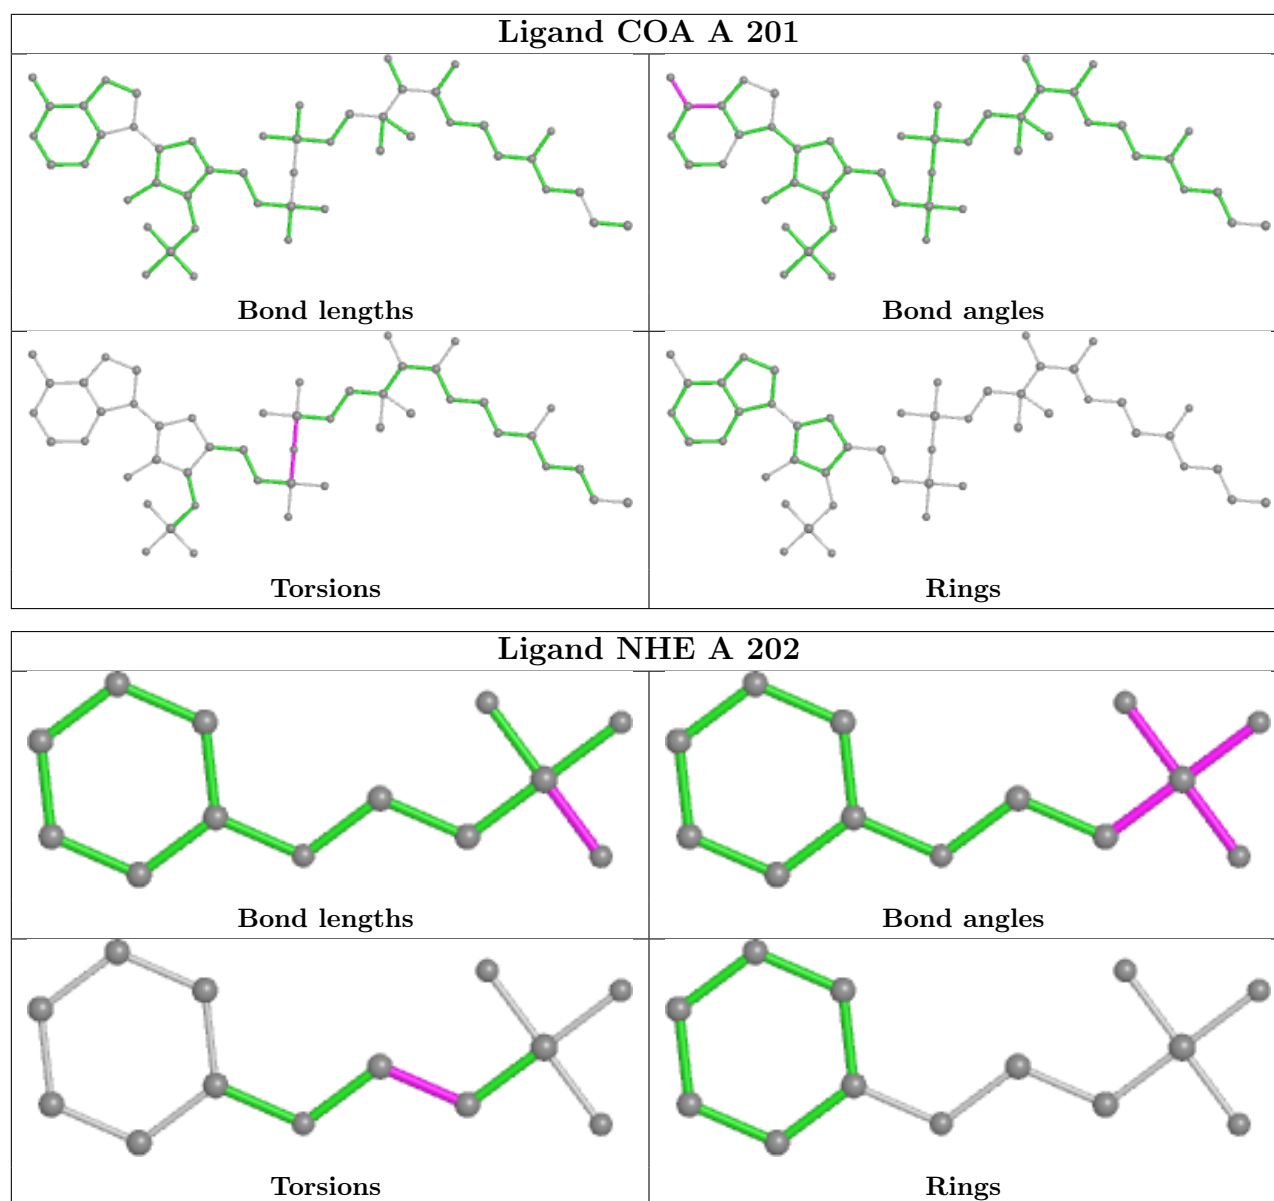 Ligand COA A 201
Bond lengths
Bond angles
Torsions
Rings
Ligand NHE A 202
Bond lengths
Bond angles
Torsions
Rings